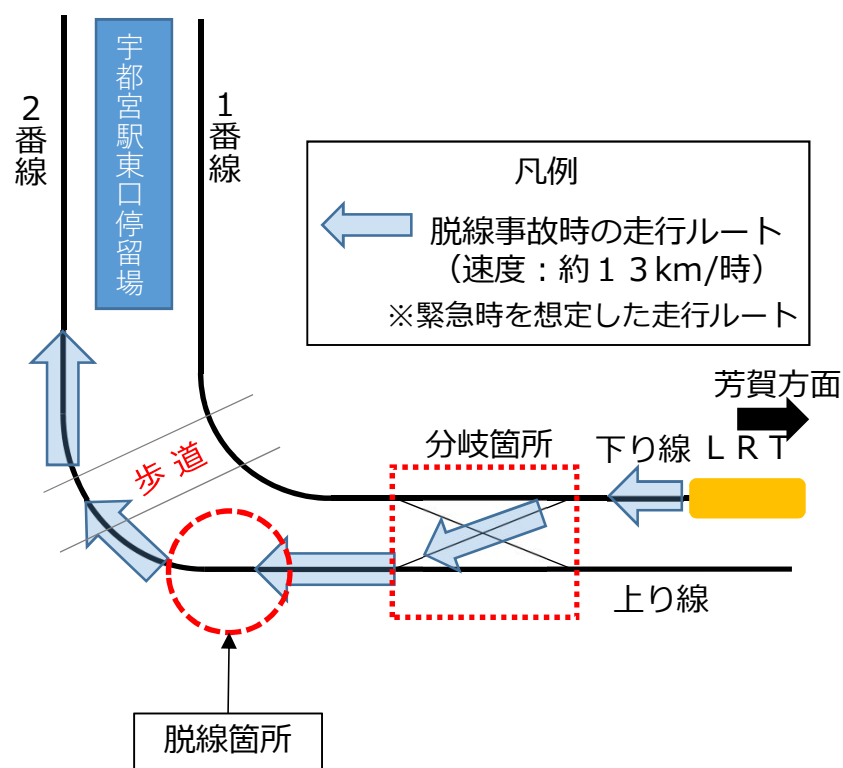 2番線
宇都宮駅東口停留場
1番線
凡例
脱線事故時の走行ルート
（速度：約１３km/時）
※緊急時を想定した走行ルート
芳賀方面
分岐箇所
下り線
ＬＲＴ
歩道
上り線
脱線箇所